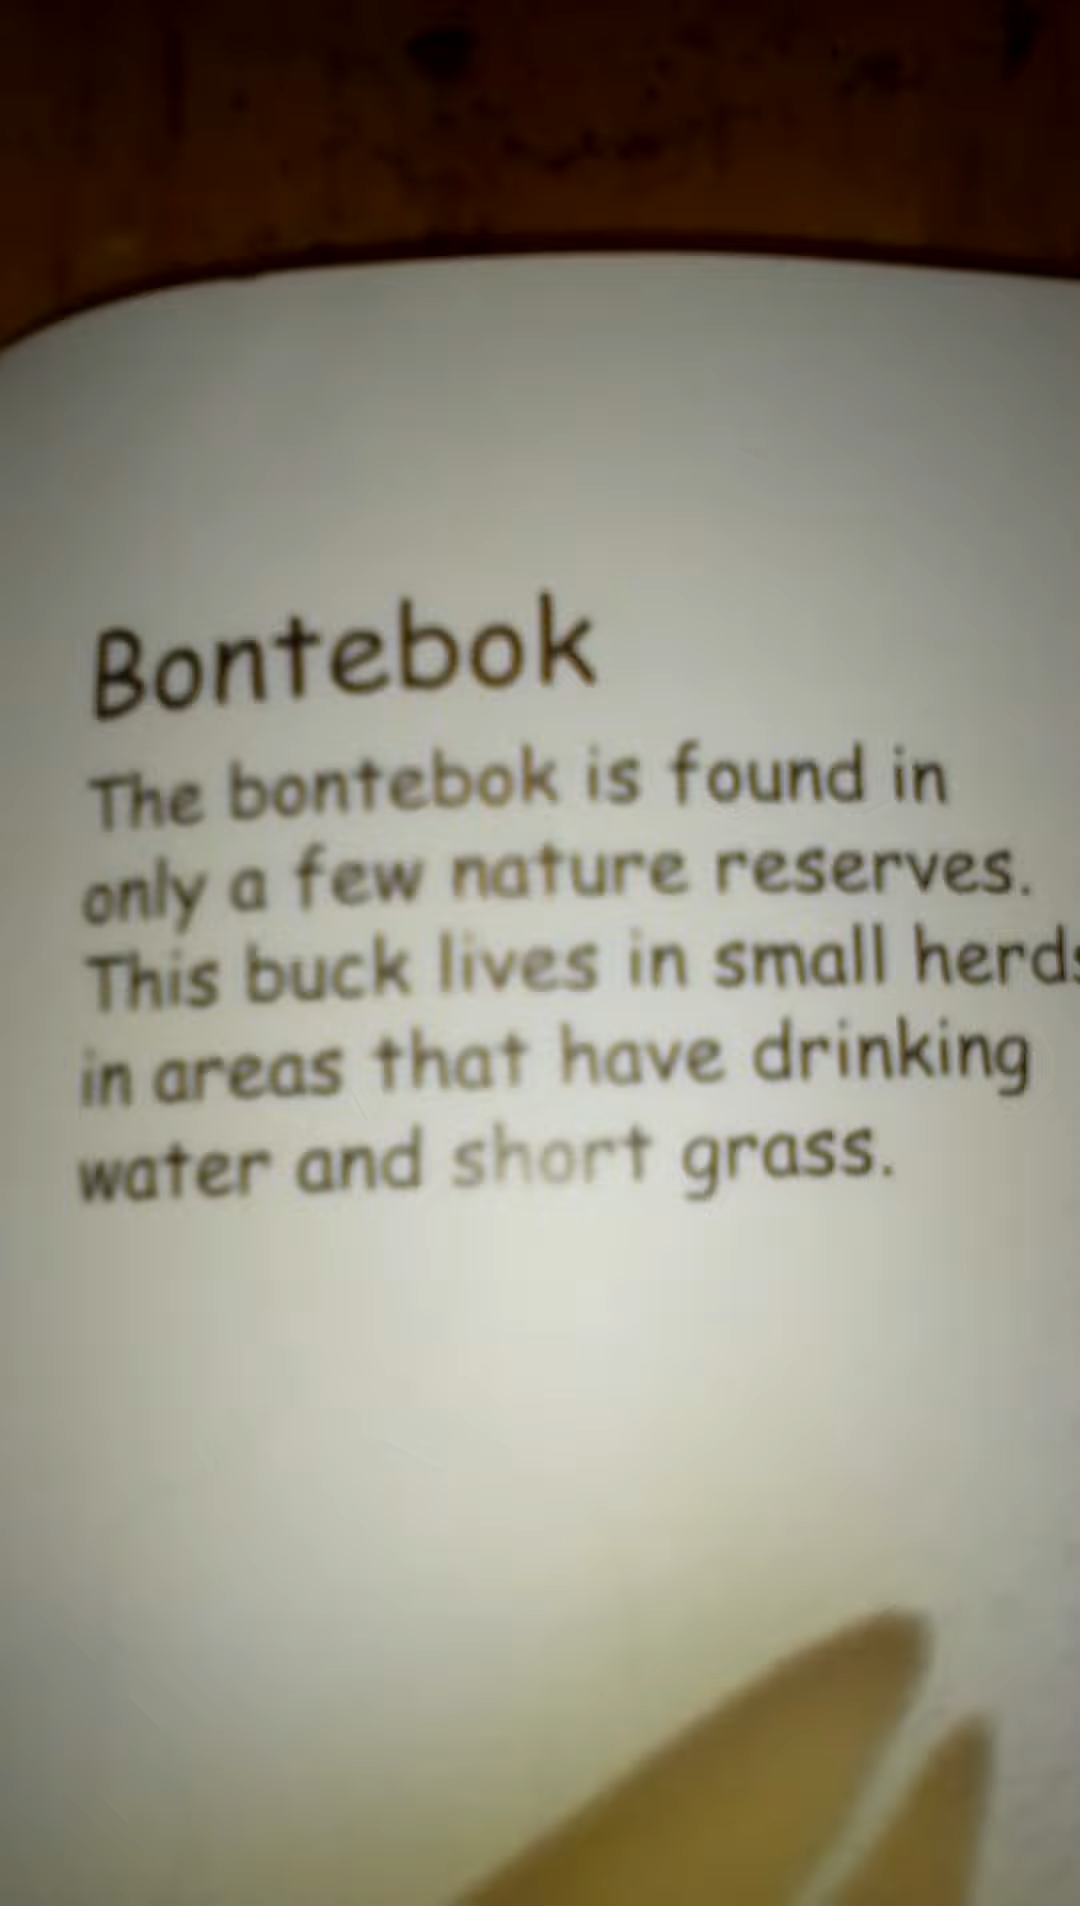 Bontebok
The bontebok is found in
only a few nature reserves.
This buck lives in small herds
in areas that have drinking
water and short grass.